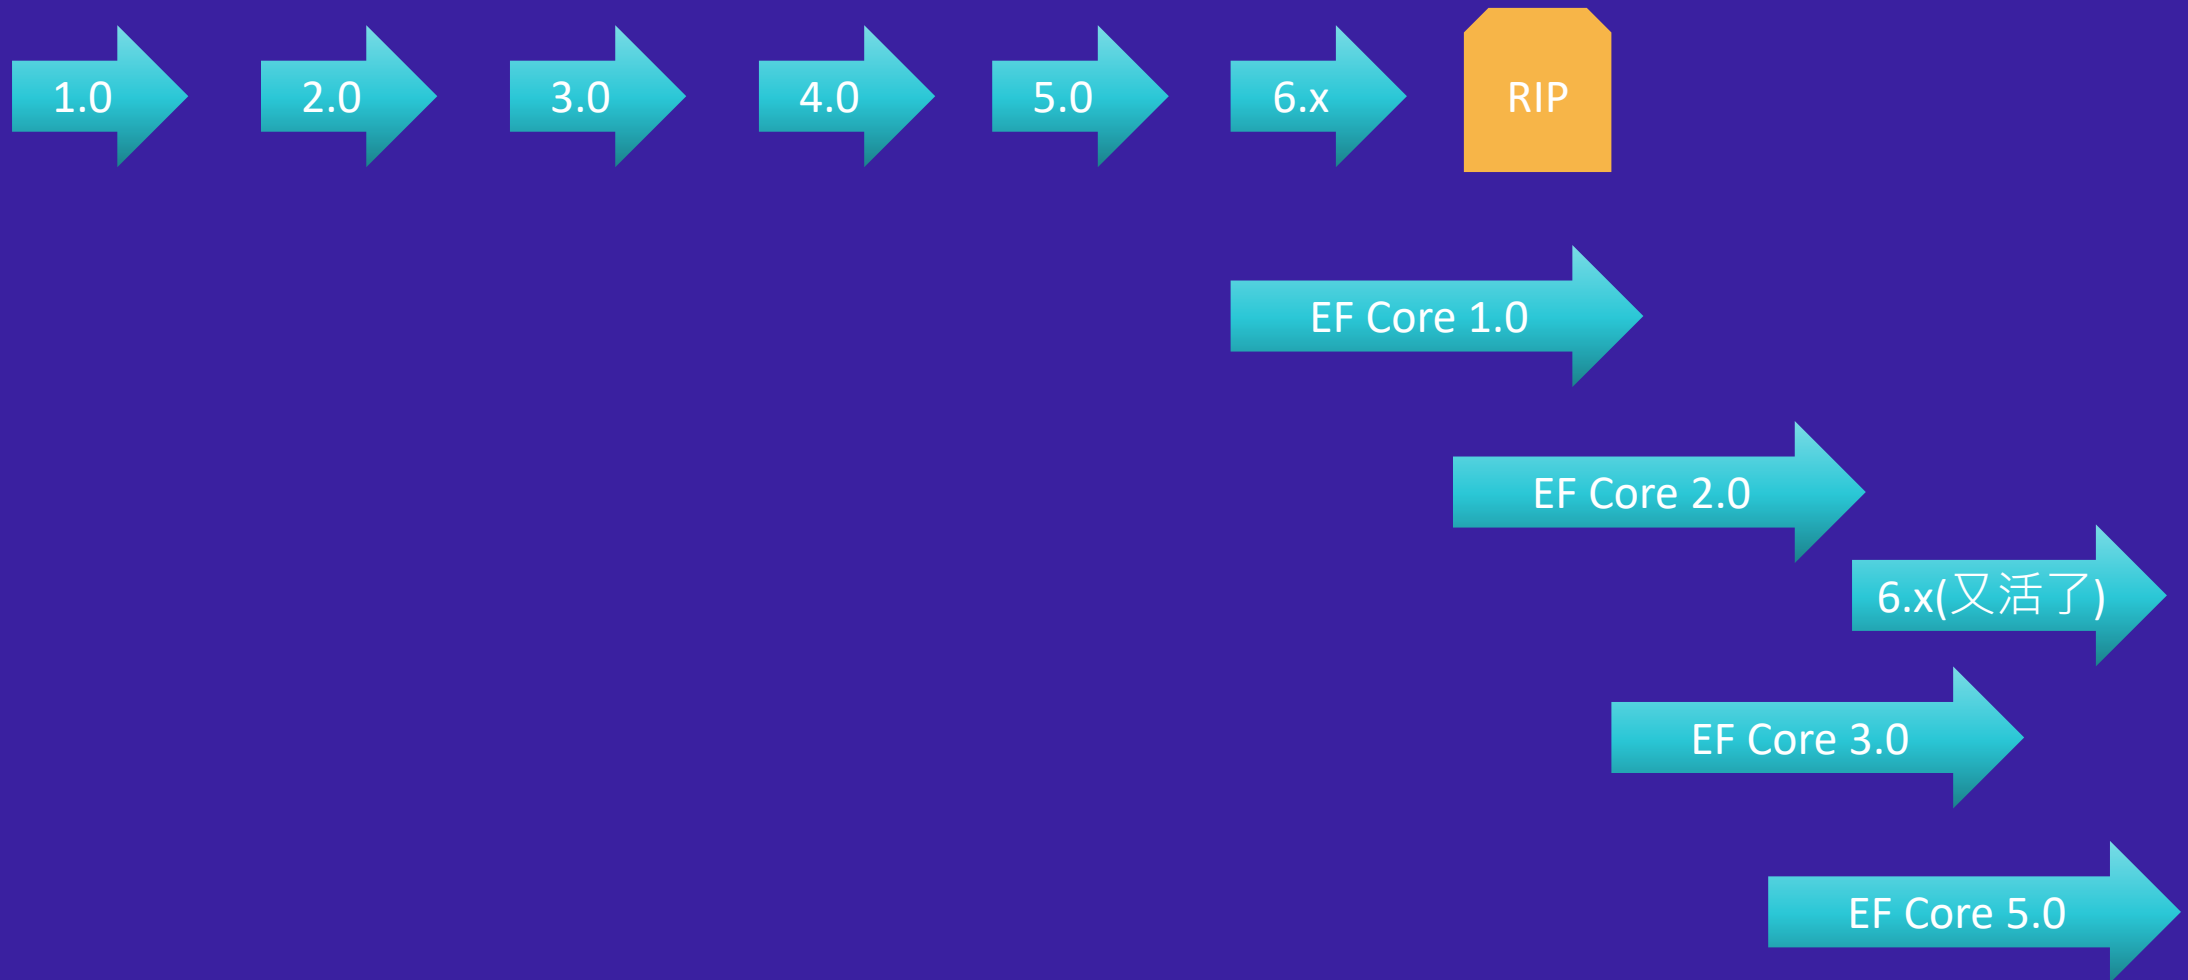 1.0
2.0
3.0
4.0
5.0
6.x
RIP
EF Core 1.0
EF Core 2.0
6.x(又活了)
EF Core 3.0
EF Core 5.0